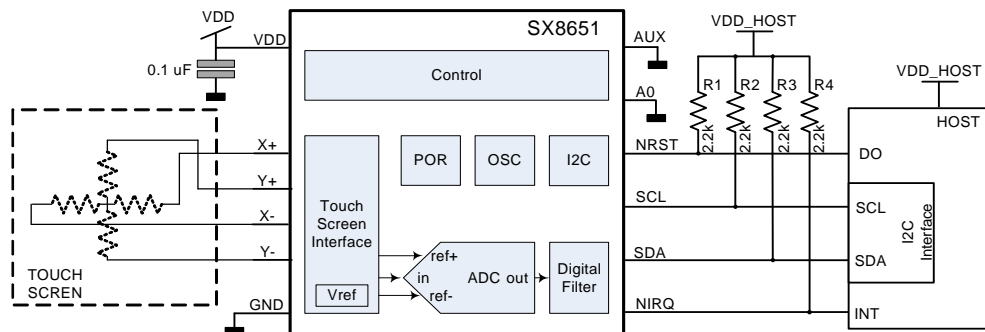 VDD
VDD
0.1 uF
SX8651
Control
AUX
A0
VDD_HOST
R1
R2
R3
R4
2.2k
2.2k
2.2k
2.2k
VDD_HOST
HOST
X+
Y+
X-
Y-
TOUCH
SCREN
GND
POR
OSC
I2C
NRST
DO
Touch
Screen
Interface
Vref
ref+
in
ref-
ADC out
Digital
Filter
SCL
SDA
NIRQ
SCL
SDA
I2C
Interface
INT